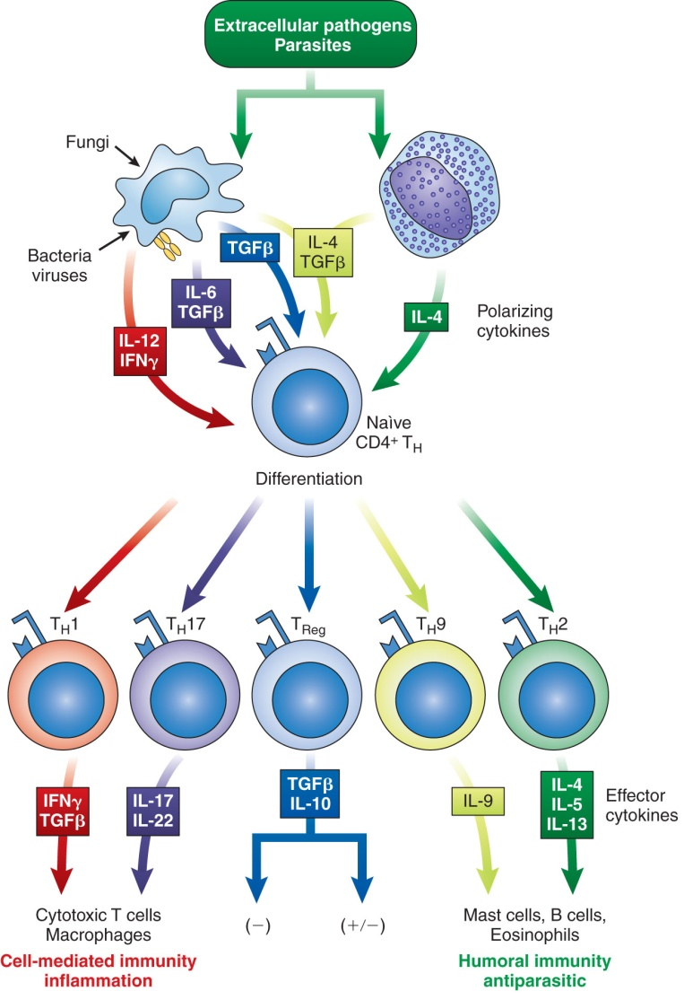 Extracellular pathogens
Parasites
Fungi
Bacteria
viruses
TGFβ
IL-4
TGFβ
IL-6
TGFβ
IL-4
Polarizing
cytokines
IL-12
IFNγ
Naìve
CD4+ TH
Differentiation
TH1
TH17
TReg
TH9
TH2
IFNγ
TGFβ
IL-17
IL-22
TGFβ
IL-10
IL-9
IL-4
IL-5
IL-13
Effector
cytokines
Cytotoxic T cells
Macrophages
(−)
(+/−)
Mast cells, B cells,
Eosinophils
Cell-mediated immunity
inflammation
Humoral immunity
antiparasitic